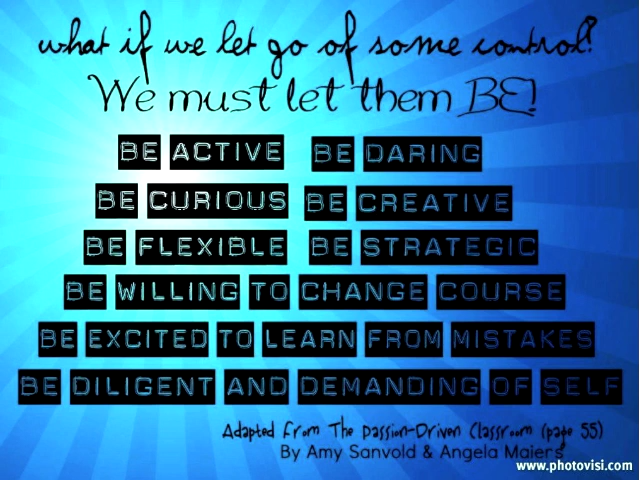 what if we let go of some control?
We must let them BE!
BE ACTIVE BE DARING
BE CURIOUS BE CREATIVE
BE FLEXIBLE BE STRATEGIC
BE WILLING TO CHANGE COURSE
BE EXCITED TO LEARN FROM MISTAKES
BE DILIGENT AND DEMANDING OF SELF
Adapted from The Passion-Driven Classroom (page 55)
By Amy Sanvold & Angela Maiers
www.photovisi.com